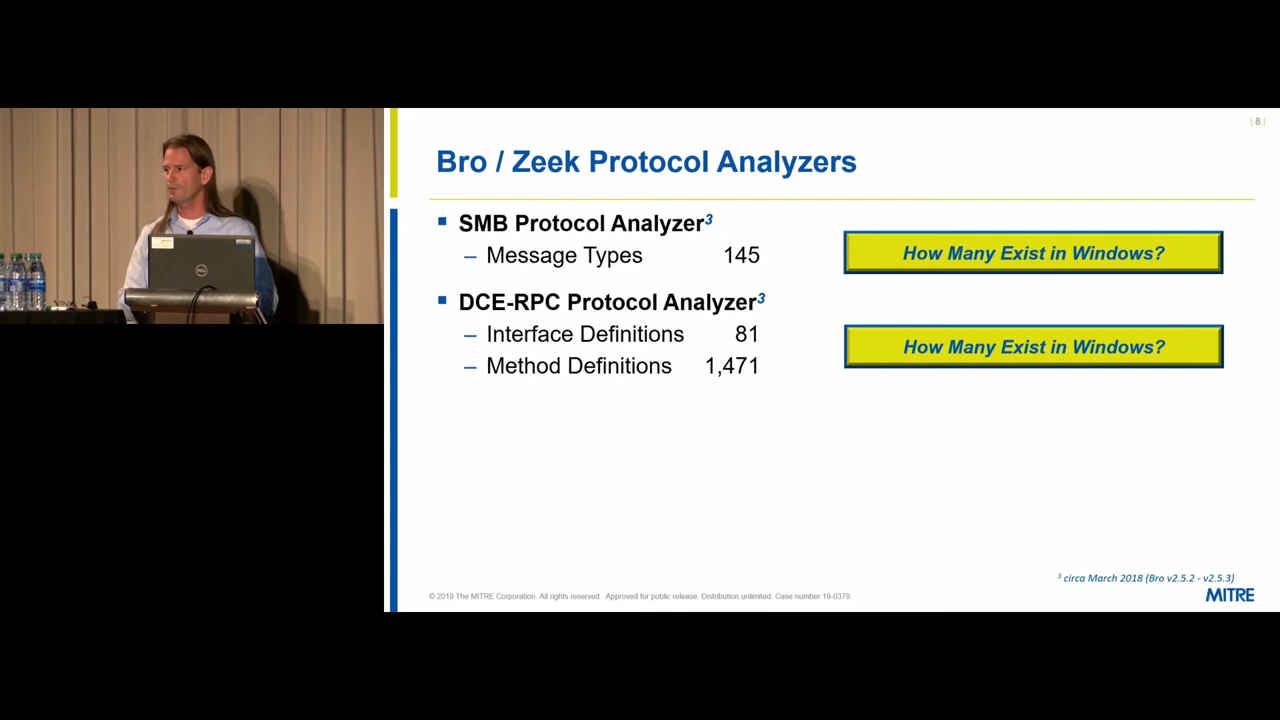 | 8 |
Bro / Zeek Protocol Analyzers
▪ SMB Protocol Analyzer3
– Message Types 145
How Many Exist in Windows?
▪ DCE-RPC Protocol Analyzer3
– Interface Definitions 81
– Method Definitions 1,471
How Many Exist in Windows?
3 circa March 2018 (Bro v2.5.2 - v2.5.3)
© 2019 The MITRE Corporation. All rights reserved. Approved for public release. Distribution unlimited. Case number 19-0379
MITRE
DELL